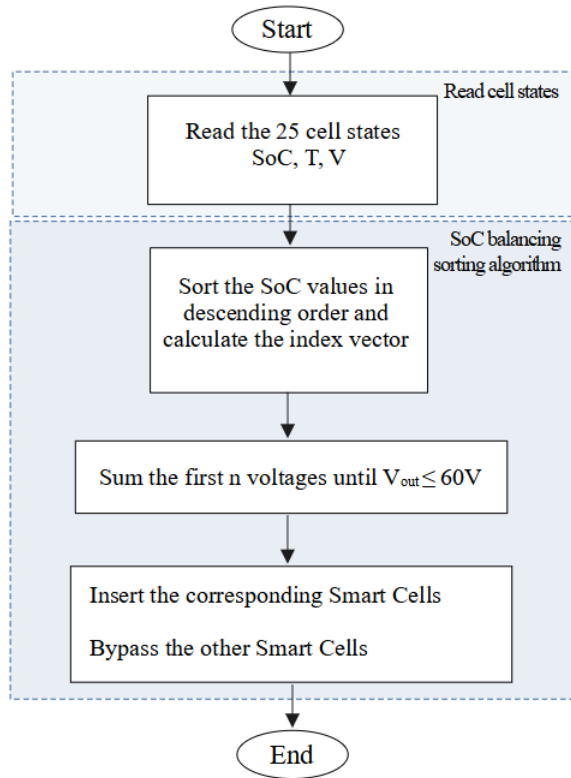 Start
Read cell states
Read the 25 cell states
SoC, T, V
SoC balancing
sorting algorithm
Sort the SoC values in
descending order and
calculate the index vector
Sum the first n voltages until Vout ≤ 60V
Insert the corresponding Smart Cells
Bypass the other Smart Cells
End